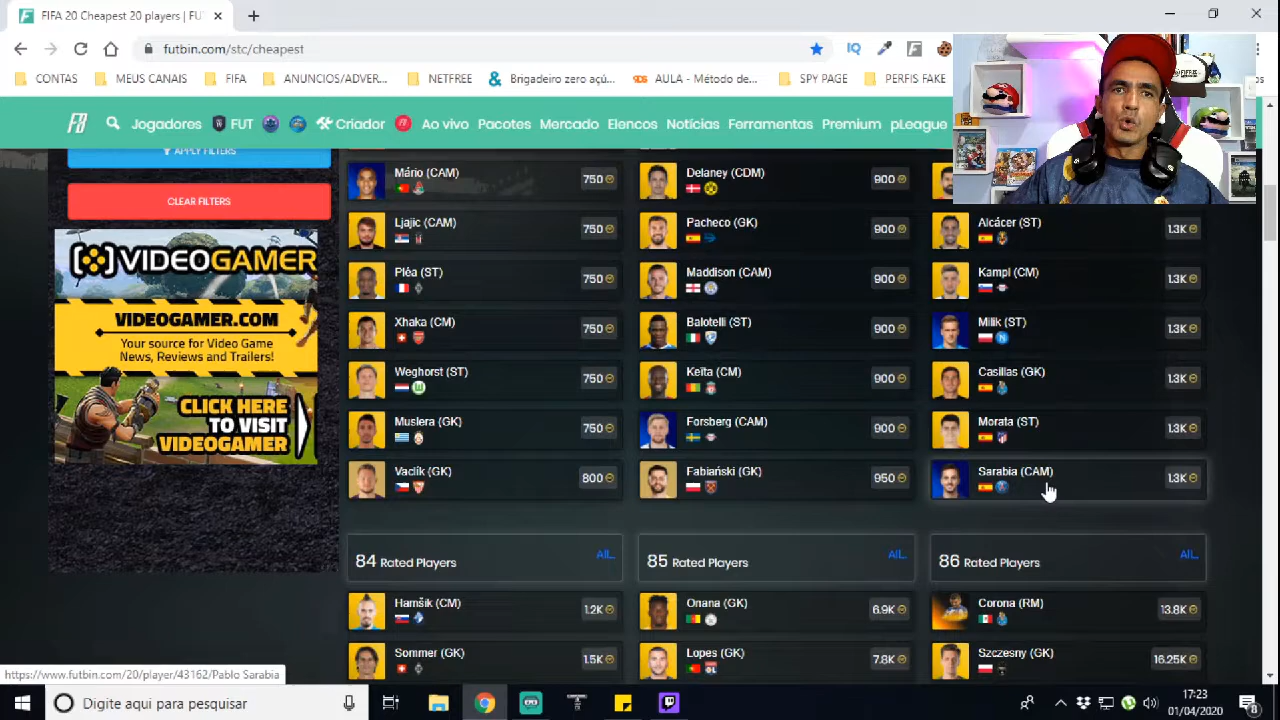 FIFA 20 Cheapest 20 players | FU
futbin.com/stc/cheapest
IQ
CONTAS
MEUS CANAIS
FIFA
ANUNCIOS/ADVER...
NETFREE
Brigadeiro zero açú...
AULA - Método de...
SPY PAGE
PERFIS FAKE
Jogadores
FUT
Criador
Ao vivo
Pacotes
Mercado
Elencos
Notícias
Ferramentas
Premium
pLeague
APPLY FILTERS
CLEAR FILTERS
VIDEOGAMER
VIDEOGAMER.COM
Your source for Video Game
News, Reviews and Trailers!
CLICK HERE
TO VISIT
VIDEOGAMER
Mário (CAM) 750
Ljajic (CAM) 750
Pléa (ST) 750
Xhaka (CM) 750
Weghorst (ST) 750
Muslera (GK) 750
Vaclík (GK) 800
Delaney (CDM) 900
Pacheco (GK) 900
Maddison (CAM) 900
Balotelli (ST) 900
Keïta (CM) 900
Forsberg (CAM) 900
Fabiański (GK) 950
Alcácer (ST) 1.3K
Kampl (CM) 1.3K
Milik (ST) 1.3K
Casillas (GK) 1.3K
Morata (ST) 1.3K
Sarabia (CAM) 1.3K
84 Rated Players All..
Hamšík (CM) 1.2K
Sommer (GK) 1.5K
85 Rated Players All..
Onana (GK) 6.9K
Lopes (GK) 7.8K
86 Rated Players All..
Corona (RM) 13.8K
Szczesny (GK) 16.25K
https://www.futbin.com/20/player/43162/Pablo Sarabia
Digite aqui para pesquisar
17:23
01/04/2020
8